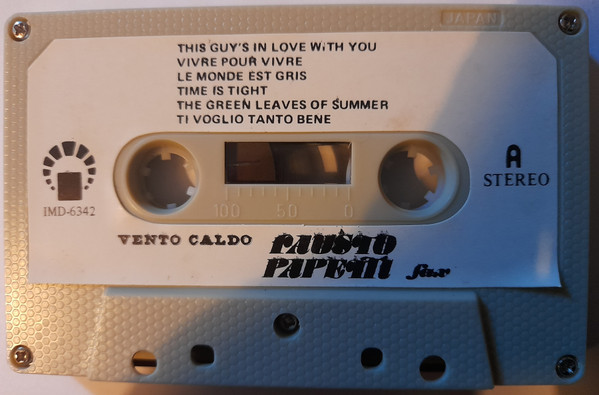 JAPAN
THIS GUY'S IN LOVE WiTH YOU
VIVRE POUR VIVRE
LE MONDE EST GRIS
TIME IS TIGHT
THE GREEN LEAVES OF SUMMER
TI VOGLIO TANTO BENE
A
STEREO
IMD-6342
100 50 0
VENTO CALDO
FAUSTO
PAPETTI sax